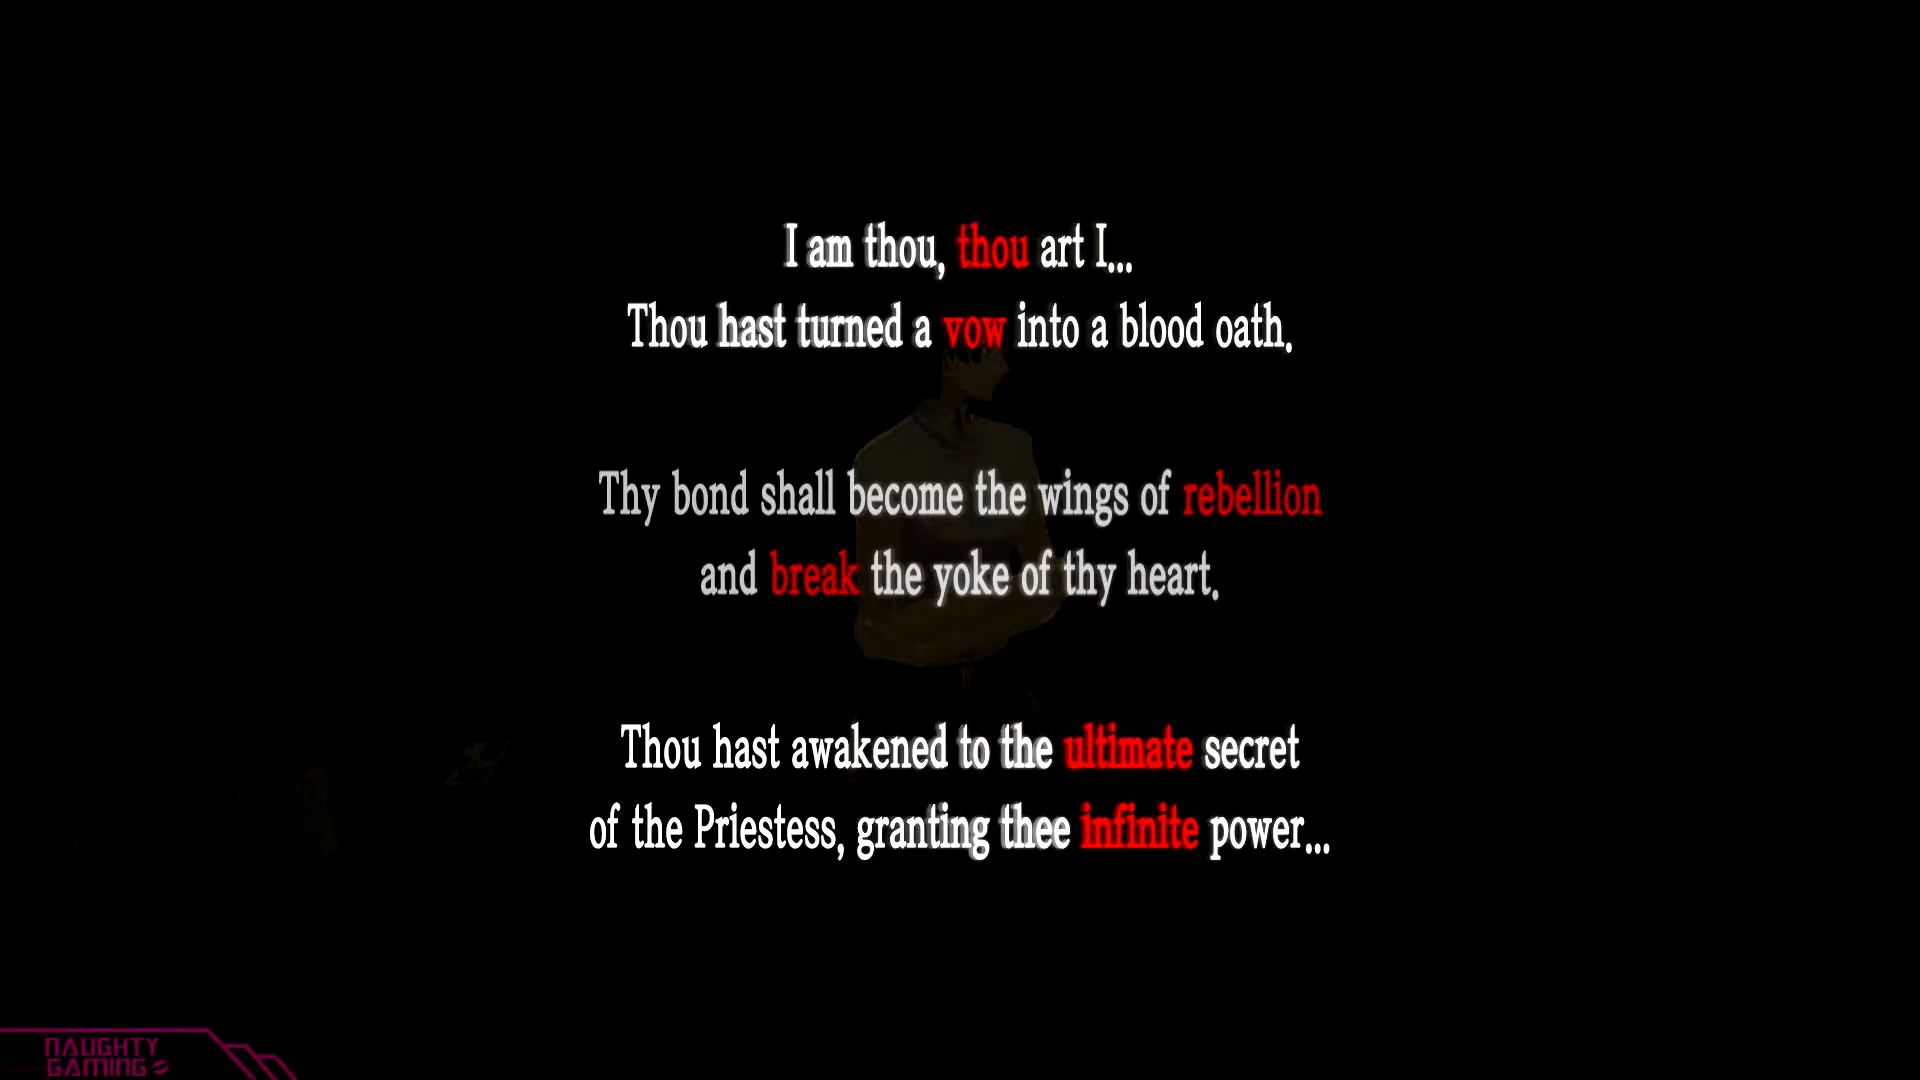 I am thou, thou art I...
Thou hast turned a vow into a blood oath.
Thy bond shall become the wings of rebellion
and break the yoke of thy heart.
Thou hast awakened to the ultimate secret
of the Priestess, granting thee infinite power...
NAUGHTY
GAMING